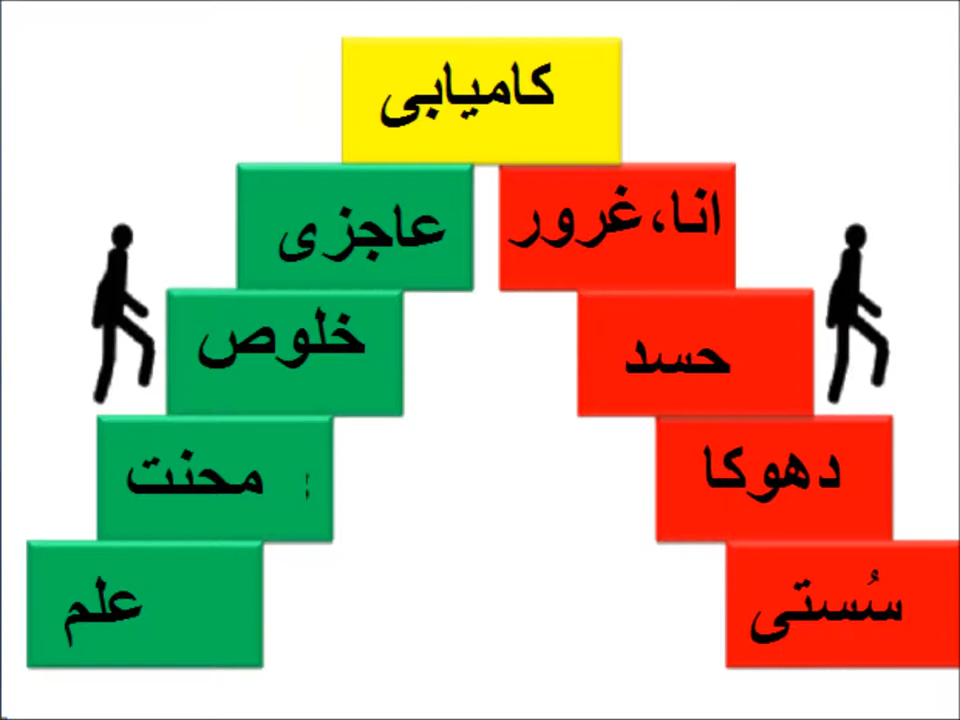 کامیابی
انا،غرور
عاجزی
حسد
خلوص
دھوکا
محنت
سُستی
علم